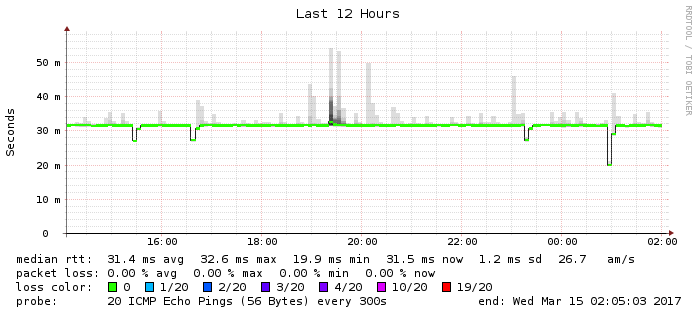 Last 12 Hours
RRDTOOL / TOBI OETIKER
Seconds
50 m
40 m
30 m
20 m
10 m
0
16:00 18:00 20:00 22:00 00:00 02:00
median rtt: 31.4 ms avg 32.6 ms max 19.9 ms min 31.5 ms now 1.2 ms sd 26.7 am/s
packet loss: 0.00 % avg 0.00 % max 0.00 % min 0.00 % now
loss color: 0 1/20 2/20 3/20 4/20 10/20 19/20
probe: 20 ICMP Echo Pings (56 Bytes) every 300s end: Wed Mar 15 02:05:03 2017